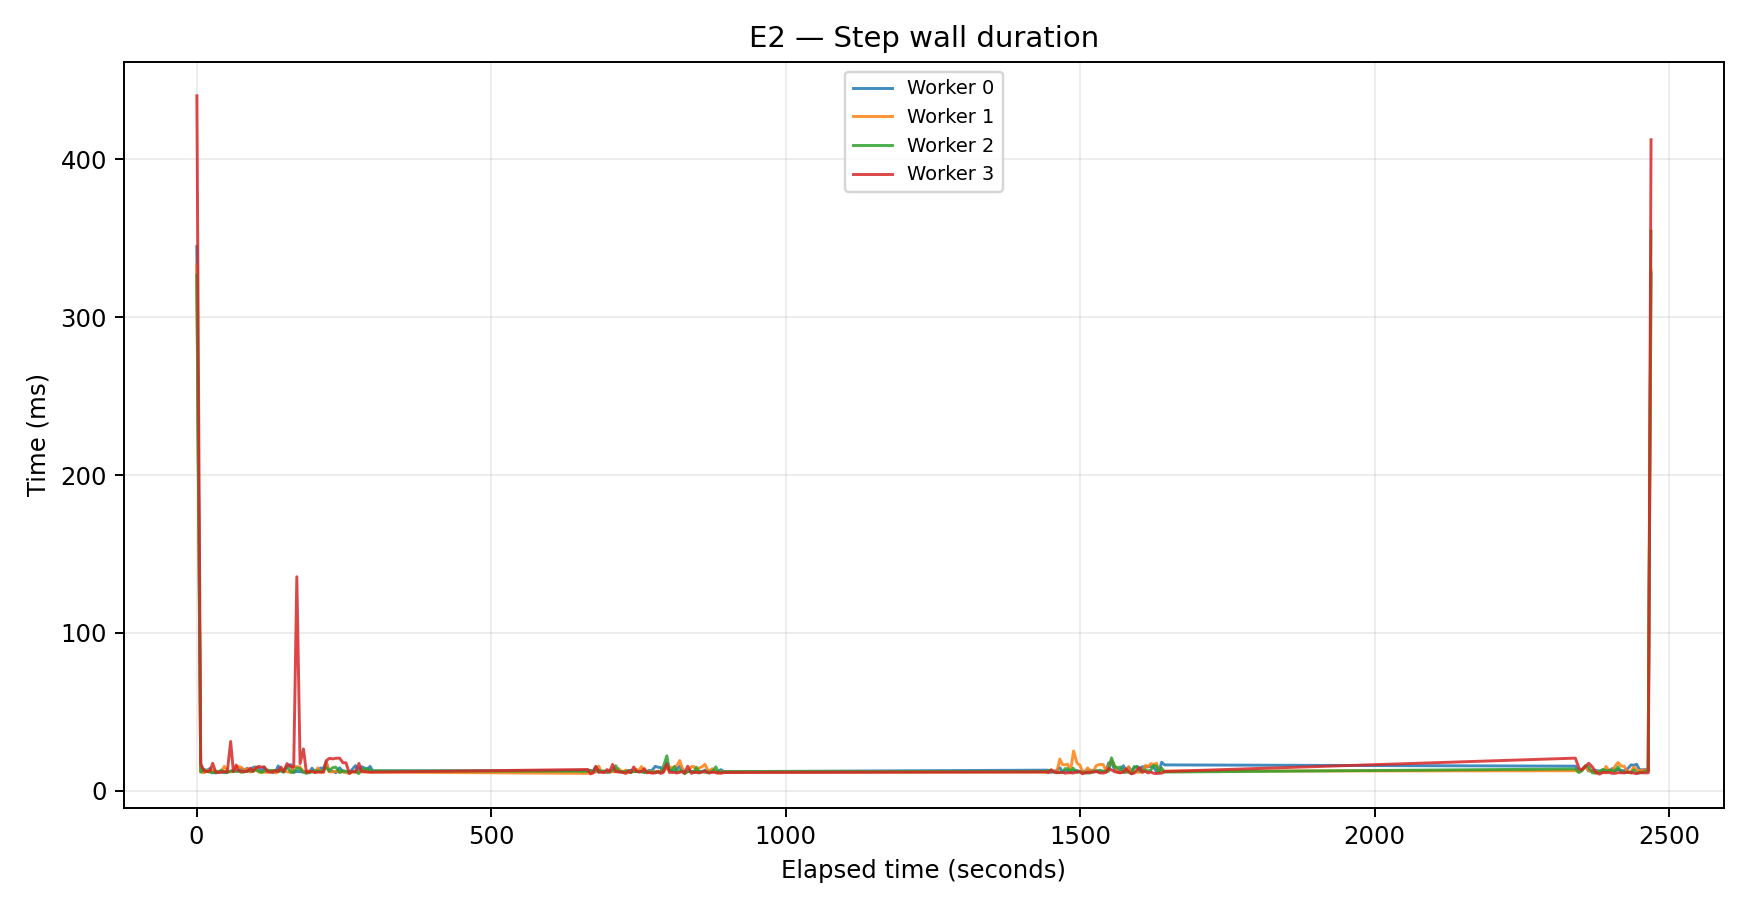 E2 — Step wall duration
Worker 0
Worker 1
Worker 2
Worker 3
Time (ms)
400
300
200
100
0
0 500 1000 1500 2000 2500
Elapsed time (seconds)